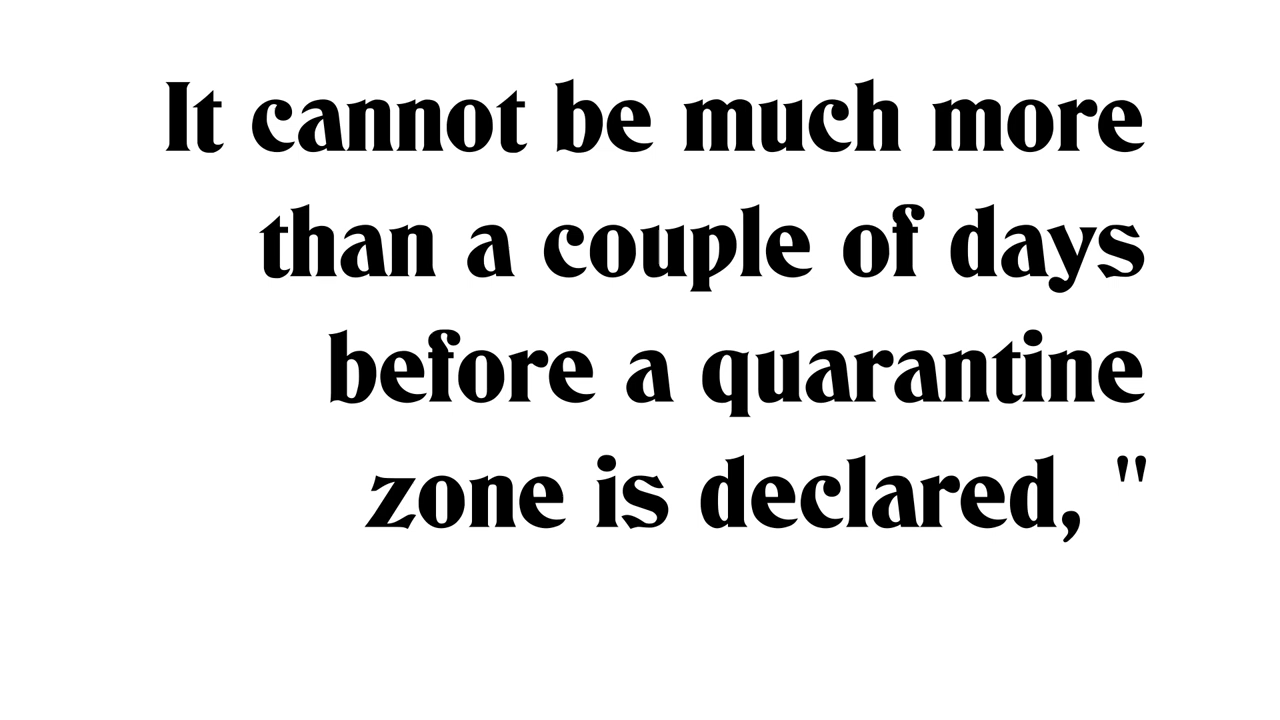 It cannot be much more
than a couple of days
before a quarantine
zone is declared, "